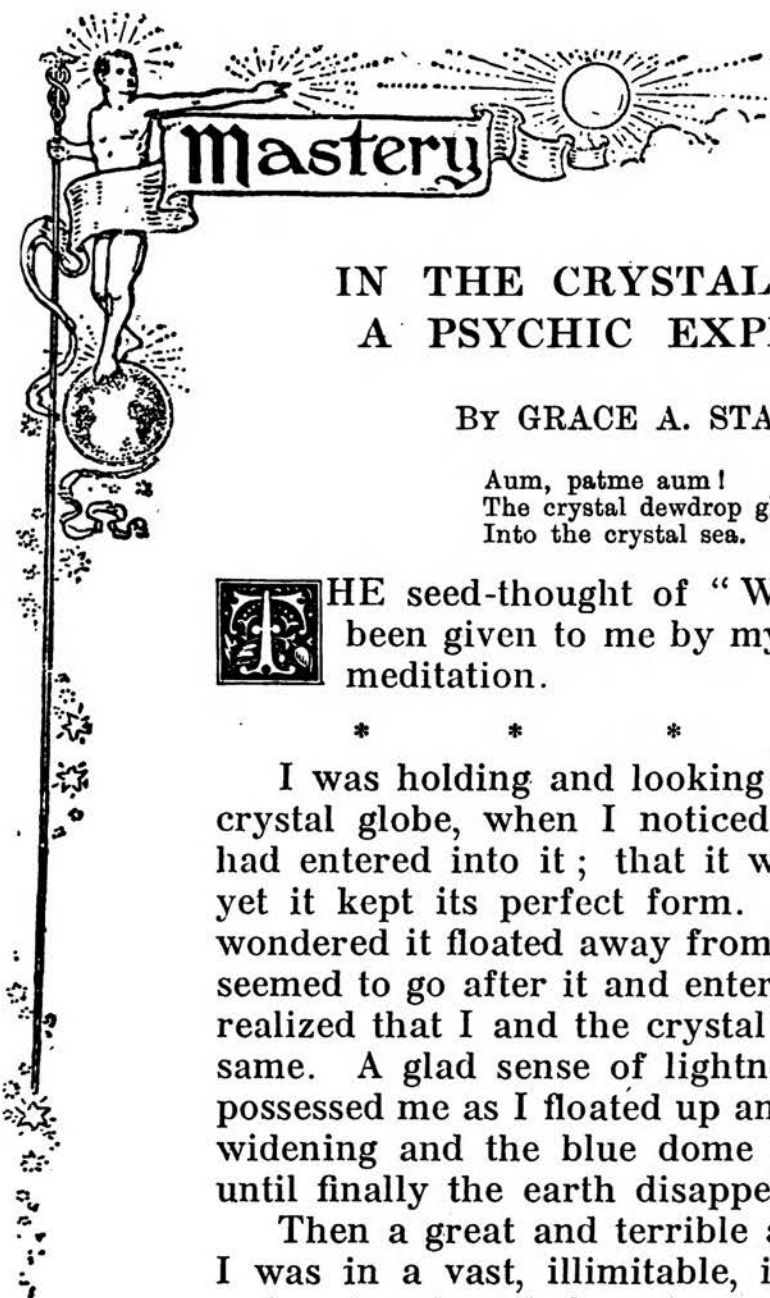 Mastery
IN THE CRYSTAL
A PSYCHIC EXP
BY GRACE A. STA
Aum, patme aum!
The crystal dewdrop g
Into the crystal sea.
THE seed-thought of “W
been given to me by my
meditation.
* * *
I was holding and looking
crystal globe, when I noticed
had entered into it; that it w
yet it kept its perfect form.
wondered it floated away from
seemed to go after it and enter
realized that I and the crystal
same. A glad sense of lightn
possessed me as I floated up an
widening and the blue dome
until finally the earth disappe
Then a great and terrible a
I was in a vast, illimitable, i